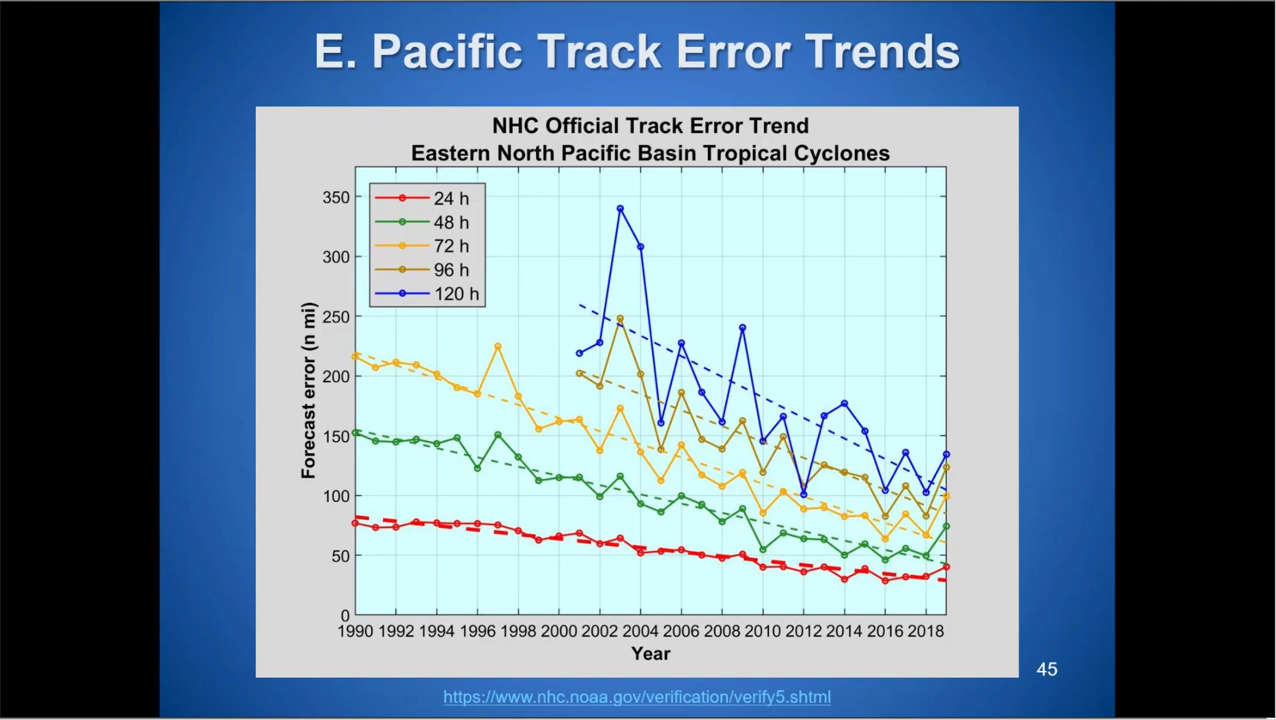 E. Pacific Track Error Trends
NHC Official Track Error Trend
Eastern North Pacific Basin Tropical Cyclones
24 h
48 h
72 h
96 h
120 h
350
300
250
200
150
100
50
0
Forecast error (n mi)
1990 1992 1994 1996 1998 2000 2002 2004 2006 2008 2010 2012 2014 2016 2018
Year
45
https://www.nhc.noaa.gov/verification/verify5.shtml